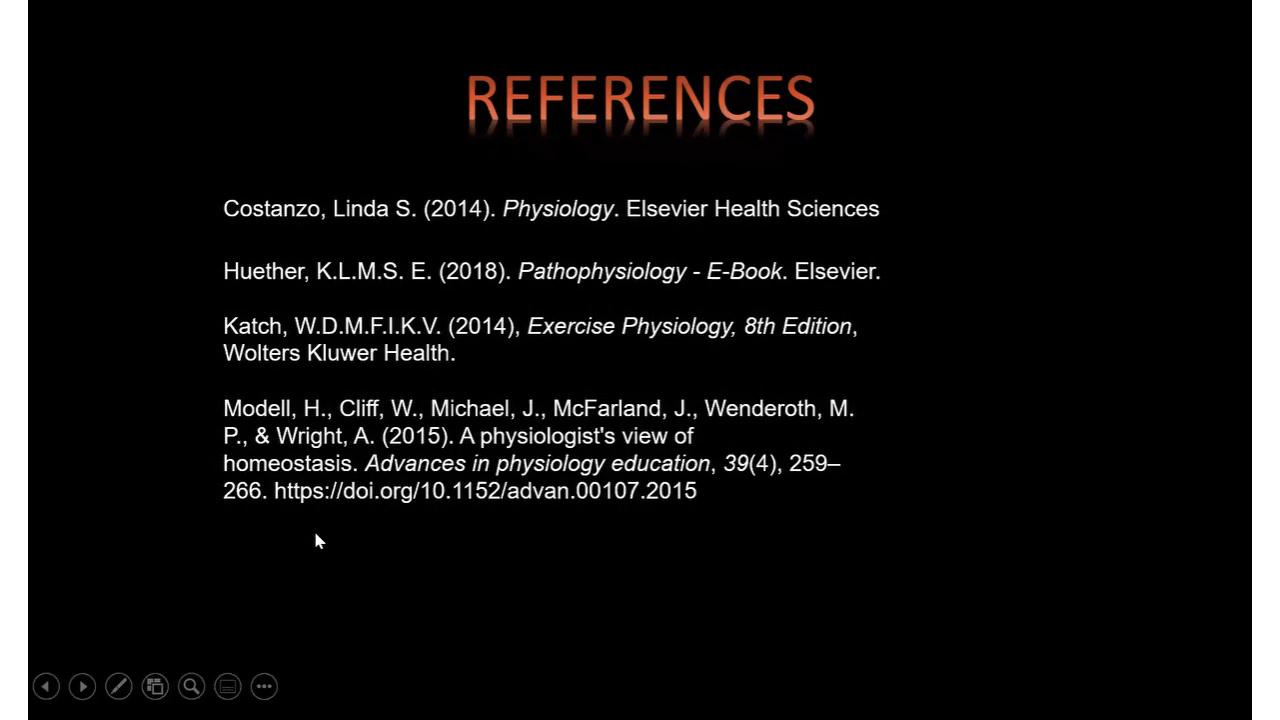 REFERENCES
Costanzo, Linda S. (2014). Physiology. Elsevier Health Sciences
Huether, K.L.M.S. E. (2018). Pathophysiology - E-Book. Elsevier.
Katch, W.D.M.F.I.K.V. (2014), Exercise Physiology, 8th Edition,
Wolters Kluwer Health.
Modell, H., Cliff, W., Michael, J., McFarland, J., Wenderoth, M.
P., & Wright, A. (2015). A physiologist's view of
homeostasis. Advances in physiology education, 39(4), 259–
266. https://doi.org/10.1152/advan.00107.2015